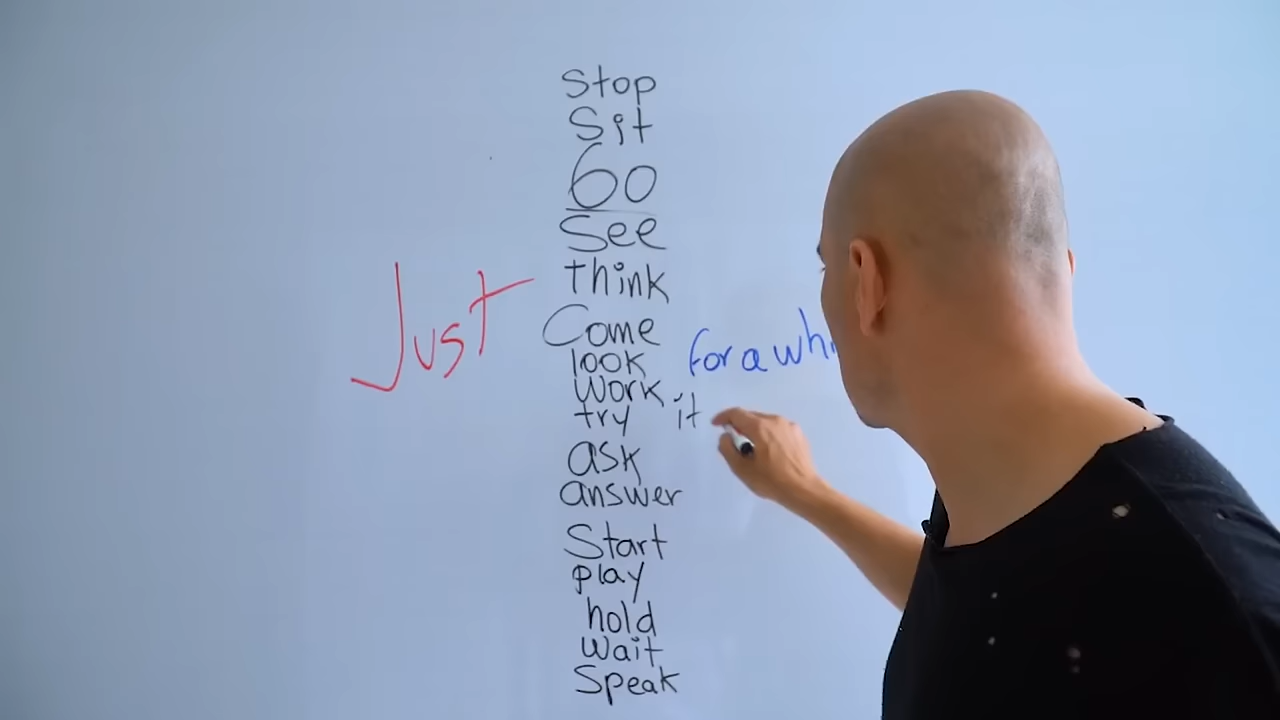 Stop
Sit
Go
See
think
Just
Come
look for a whi
work
try it
ask
answer
Start
play
hold
wait
Speak